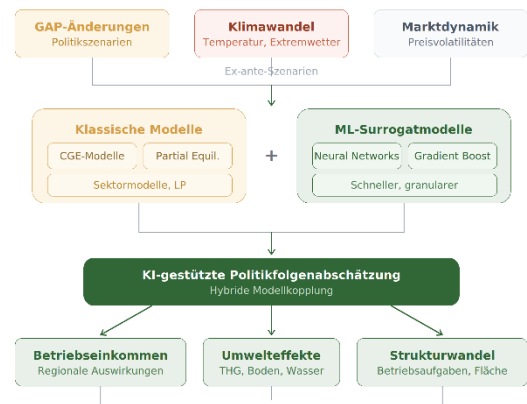 GAP-Änderungen
Politikszenarien
Klimawandel
Temperatur, Extremwetter
Marktdynamik
Preisvolatilitäten
Ex-ante-Szenarien
Klassische Modelle
CGE-Modelle
Partial Equil.
Sektormodelle, LP
+
ML-Surrogatmodelle
Neural Networks
Gradient Boost
Schneller, granularer
KI-gestützte Politikfolgenabschätzung
Hybride Modellkopplung
Betriebseinkommen
Regionale Auswirkungen
Umwelteffekte
THG, Boden, Wasser
Strukturwandel
Betriebsaufgaben, Fläche